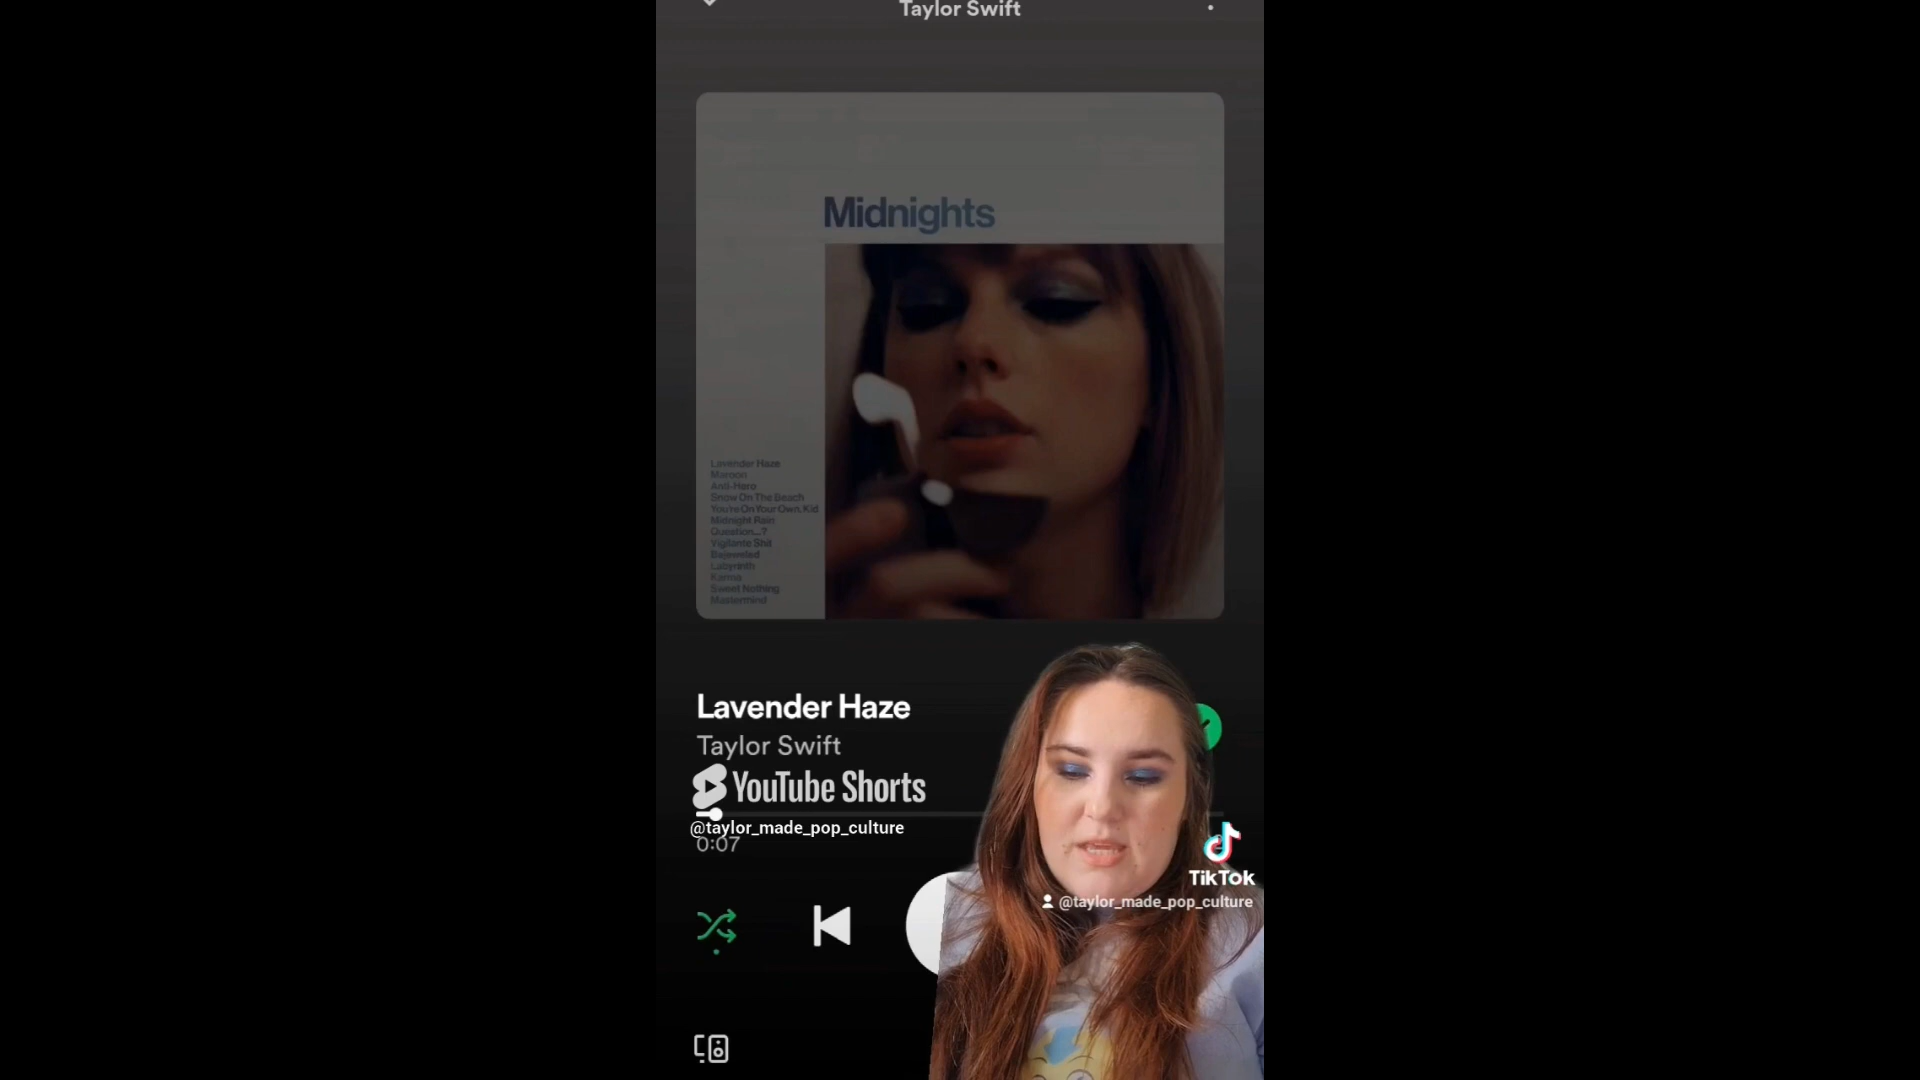 Taylor Swift
Midnights
Lavender Haze
Maroon
Anti-Hero
Snow On The Beach
You're On Your Own, Kid
Midnight Rain
Question...?
Vigilante Shit
Bejeweled
Labyrinth
Karma
Sweet Nothing
Mastermind
Lavender Haze
Taylor Swift
YouTube Shorts
@taylor_made_pop_culture
0:07
TikTok
@taylor_made_pop_culture